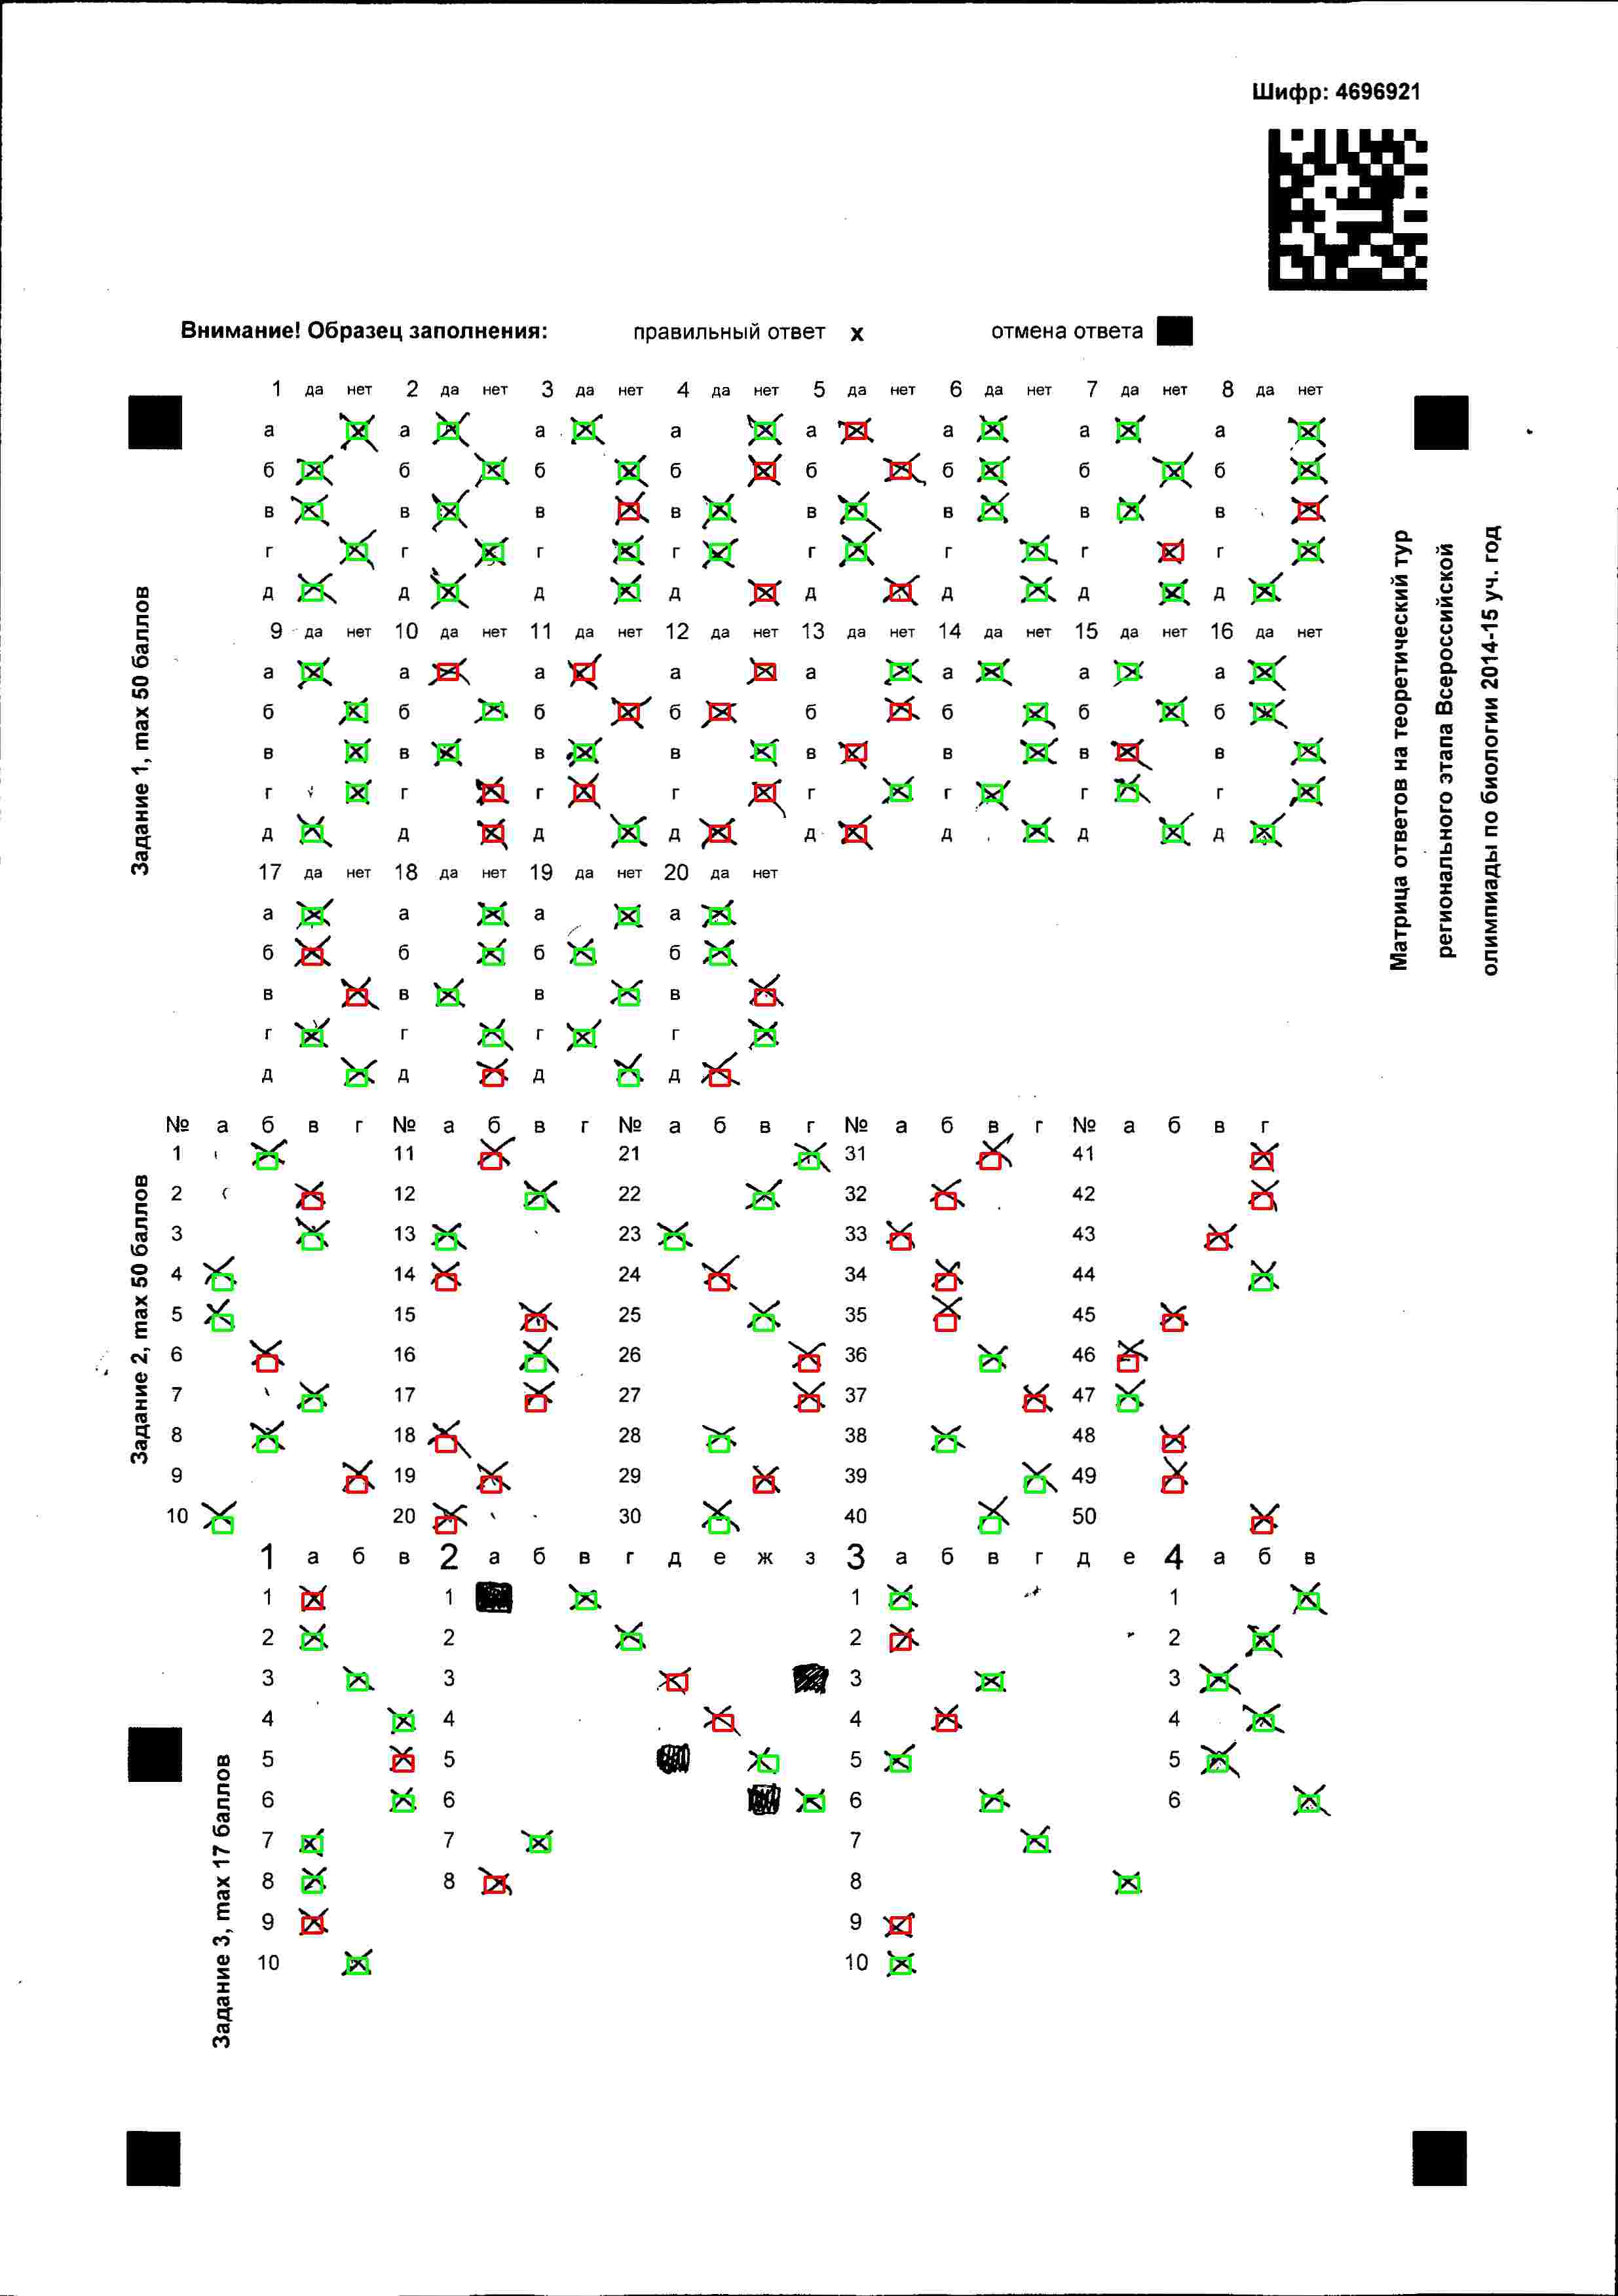 Шифр: 4696921
Внимание! Образец заполнения: правильный ответ x отмена ответа
1 да нет 2 да нет 3 да нет 4 да нет 5 да нет 6 да нет 7 да нет 8 да нет
а а а а а а а а
б б б б б б б б
в в в в в в в в
г г г г г г г г
д д д д д д д д
9 да нет 10 да нет 11 да нет 12 да нет 13 да нет 14 да нет 15 да нет 16 да нет
а а а а а а а а
б б б б б б б б
в в в в в в в в
г г г г г г г г
д д д д д д д д
17 да нет 18 да нет 19 да нет 20 да нет
а а а а
б б б б
в в в в
г г г г
д д д д
Задание 1, max 50 баллов
Матрица ответов на теоретический тур
регионального этапа Всероссийской
олимпиады по биологии 2014-15 уч. год
№ а б в г № а б в г № а б в г № а б в г № а б в г
1 11 21 31 41
2 12 22 32 42
3 13 23 33 43
4 14 24 34 44
5 15 25 35 45
6 16 26 36 46
7 17 27 37 47
8 18 28 38 48
9 19 29 39 49
10 20 30 40 50
Задание 2, max 50 баллов
1 а б в 2 а б в г д е ж з 3 а б в г д е 4 а б в
1 1 1 1
2 2 2 2
3 3 3 3
4 4 4 4
5 5 5 5
6 6 6 6
7 7 7
8 8 8
9 9
10 10
Задание 3, max 17 баллов